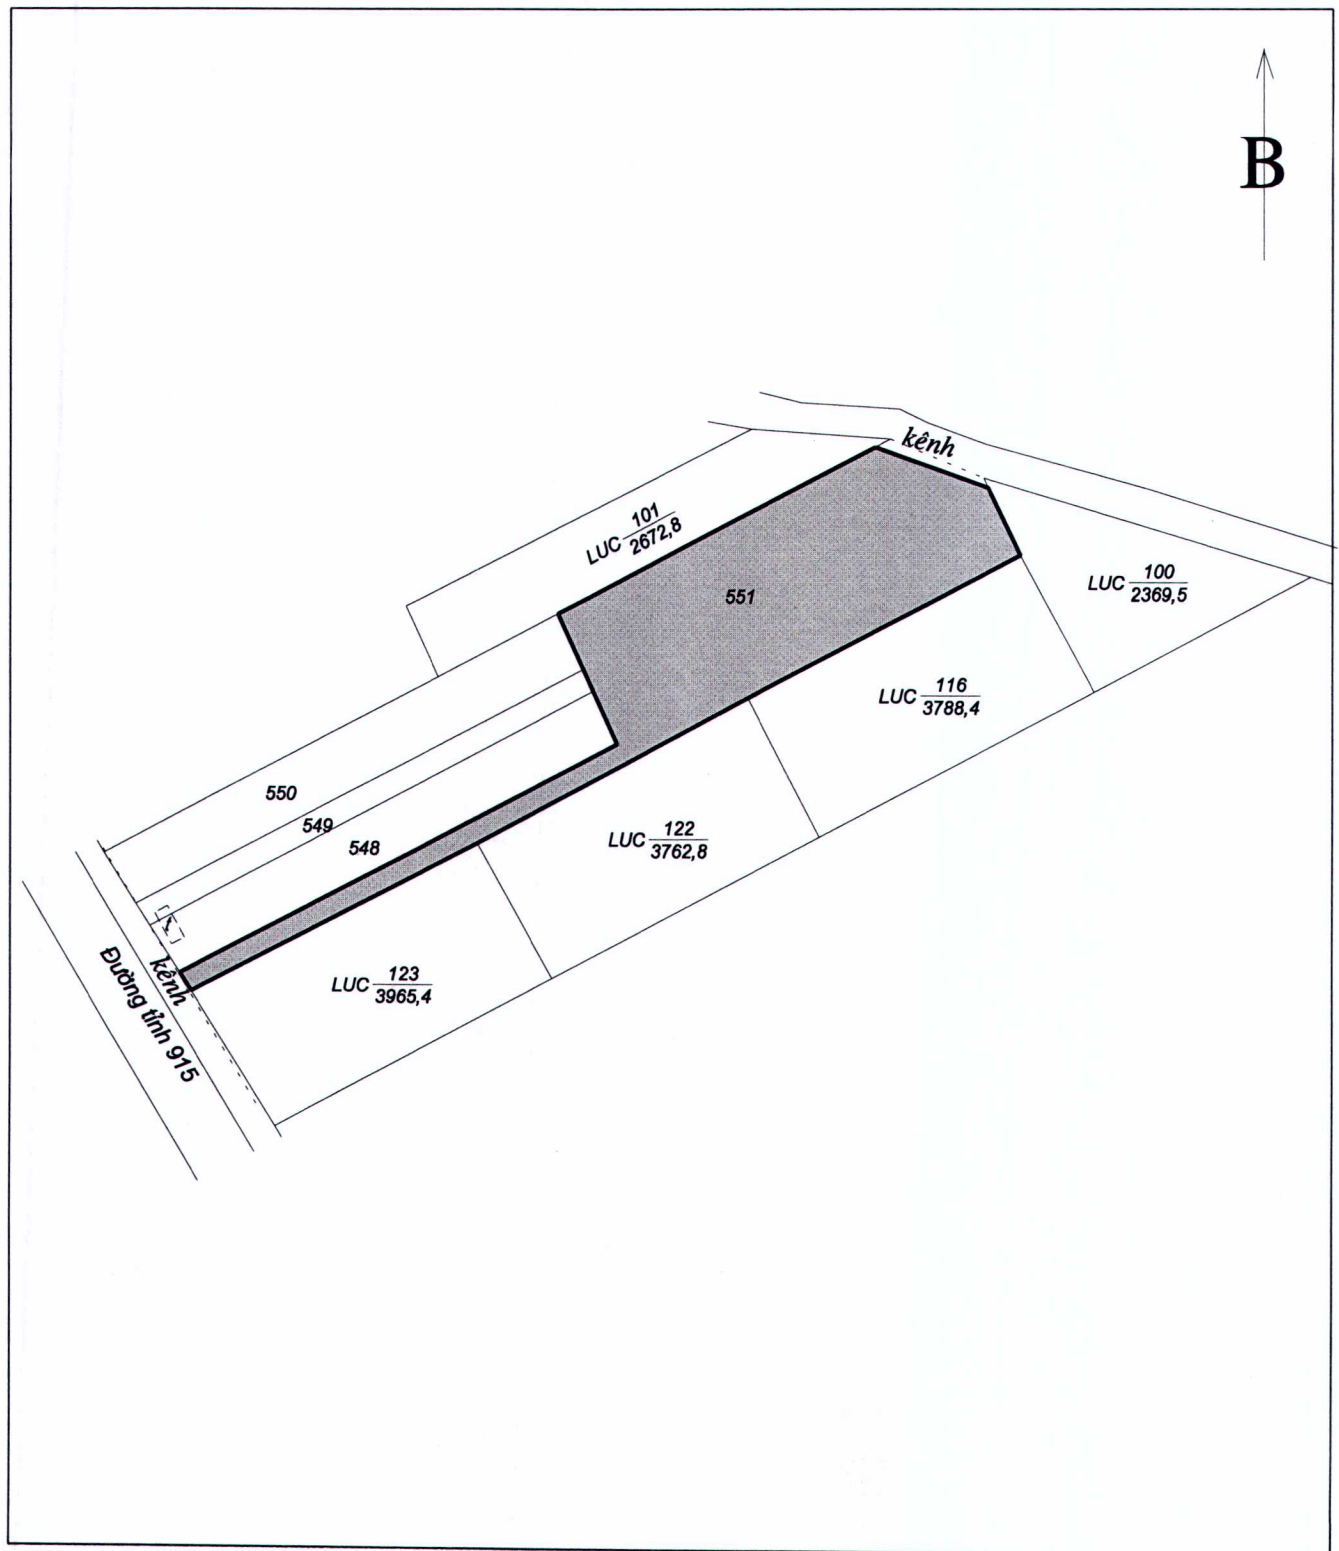 B
kênh
LUC 101
2672,8
551
LUC 100
2369,5
LUC 116
3788,4
550
549
548
LUC 122
3762,8
kênh
LUC 123
3965,4
Đường tỉnh 915